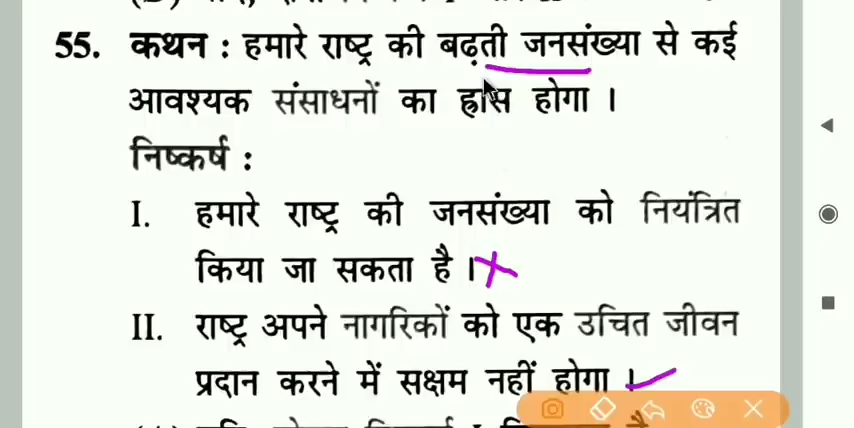 55. कथन : हमारे राष्ट्र की बढ़ती जनसंख्या से कई
आवश्यक संसाधनों का ह्रास होगा ।
निष्कर्ष :
I. हमारे राष्ट्र की जनसंख्या को नियंत्रित
किया जा सकता है ।
II. राष्ट्र अपने नागरिकों को एक उचित जीवन
प्रदान करने में सक्षम नहीं होगा ।